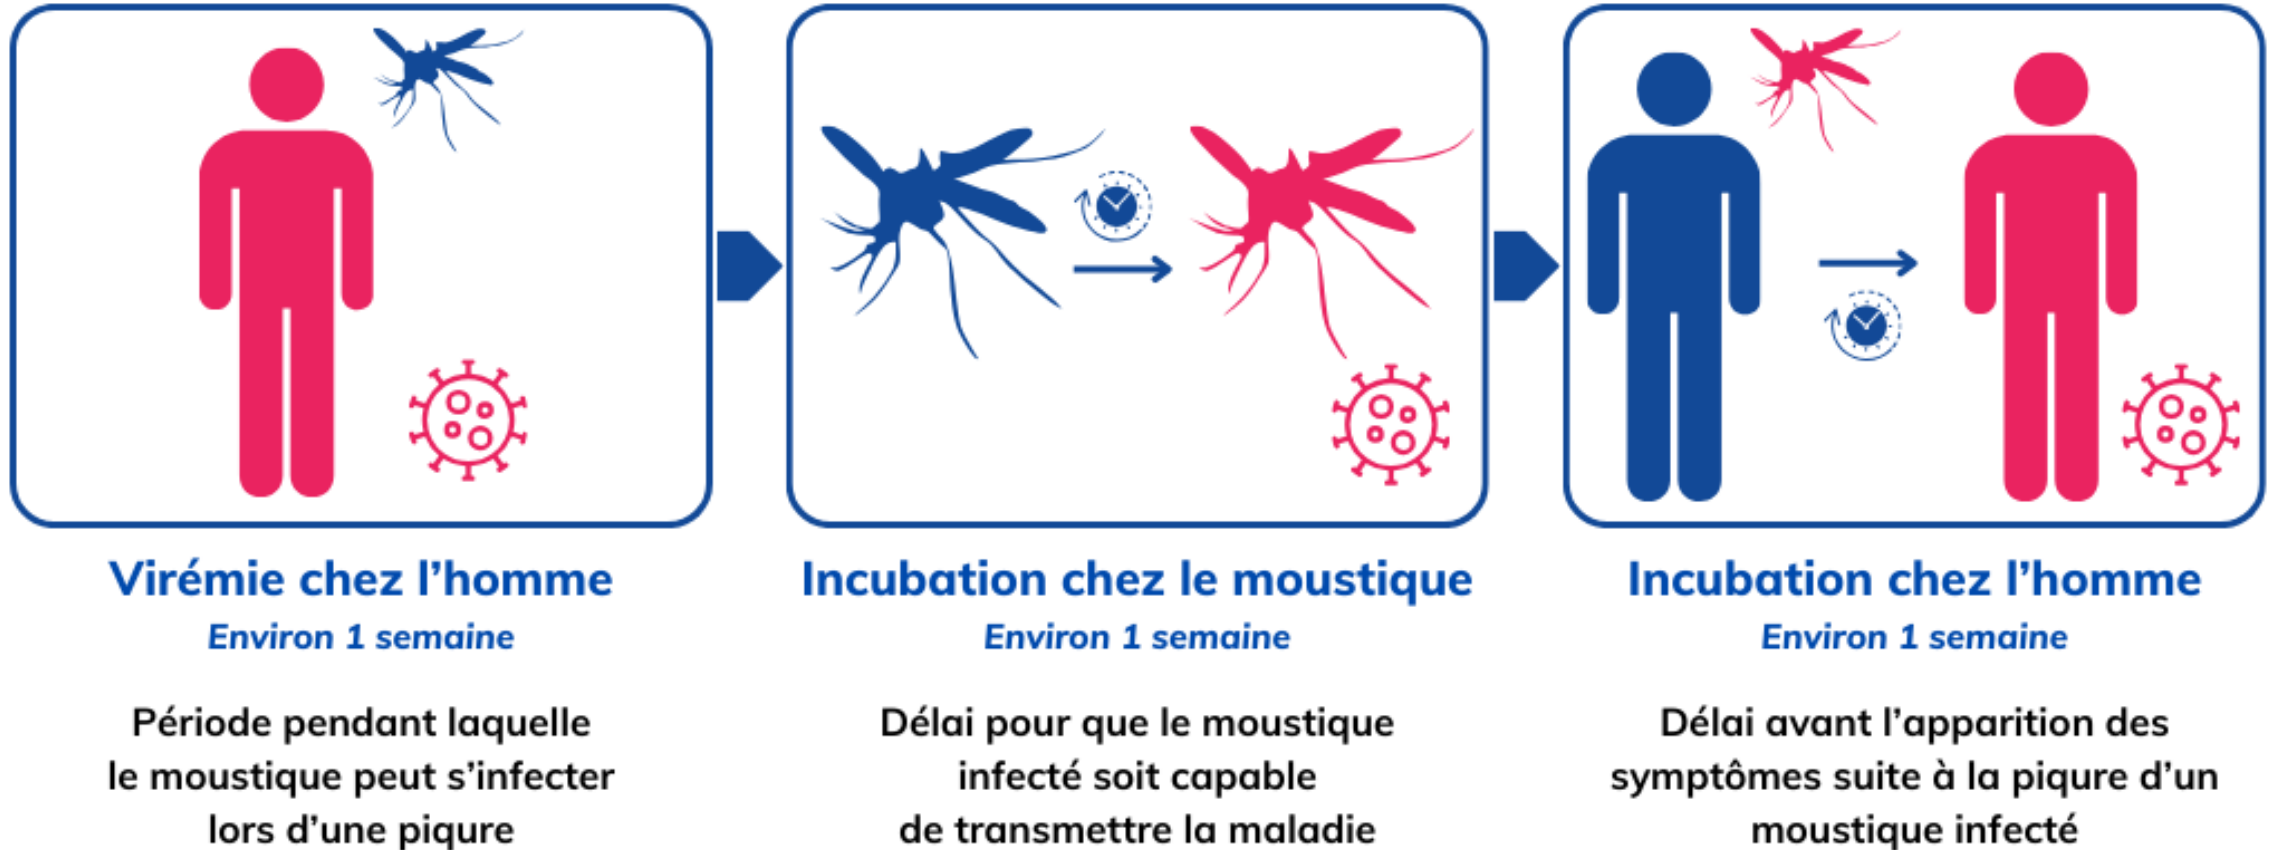 Virémie chez l’homme
Environ 1 semaine
Période pendant laquelle
le moustique peut s’infecter
lors d’une piqure
Incubation chez le moustique
Environ 1 semaine
Délai pour que le moustique
infecté soit capable
de transmettre la maladie
Incubation chez l’homme
Environ 1 semaine
Délai avant l’apparition des
symptômes suite à la piqure d’un
moustique infecté